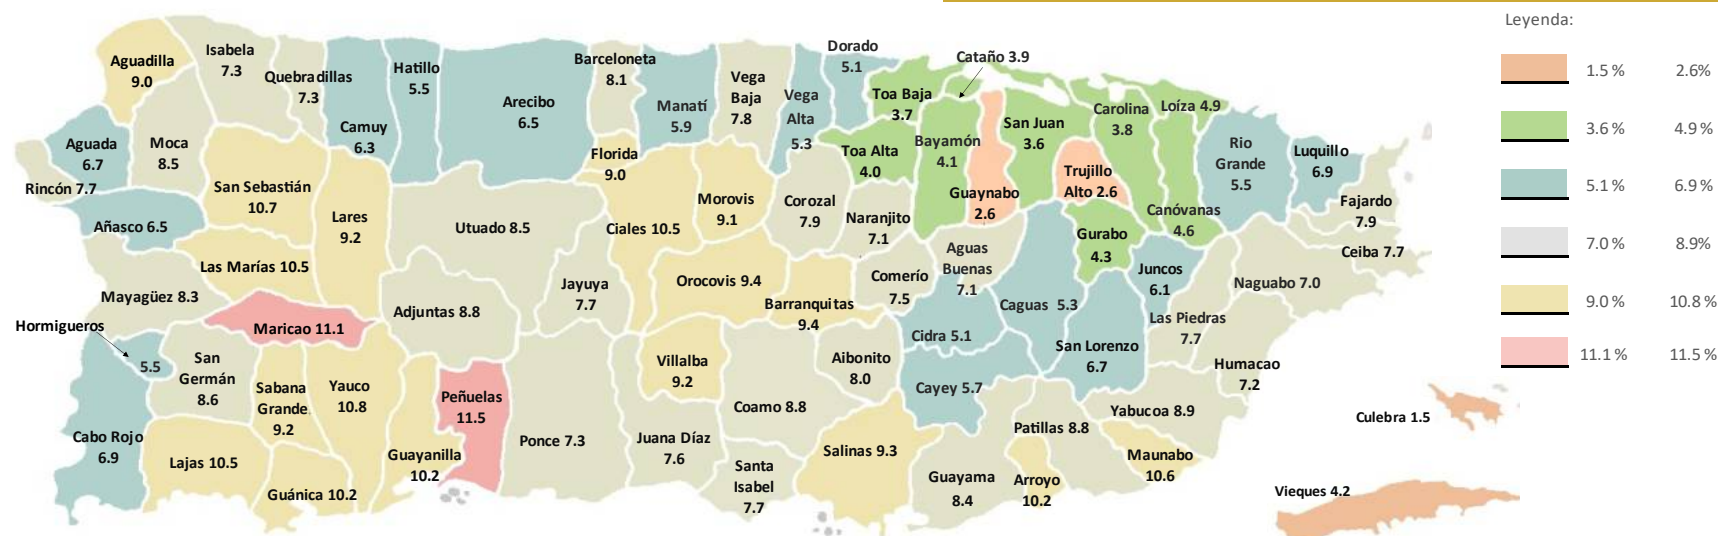 Leyenda:
1.5 % 2.6%
3.6 % 4.9 %
5.1 % 6.9 %
7.0 % 8.9%
9.0 % 10.8 %
11.1 % 11.5 %
Aguadilla
9.0
Isabela
7.3
Quebradillas
7.3
Camuy
6.3
Hatillo
5.5
Arecibo
6.5
Barceloneta
8.1
Manatí
5.9
Vega
Baja
7.8
Vega
Alta
5.3
Dorado
5.1
Toa Baja
3.7
Cataño 3.9
Toa Alta
4.0
Bayamón
4.1
Guaynabo
2.6
San Juan
3.6
Trujillo
Alto 2.6
Carolina
3.8
Loíza 4.9
Canóvanas
4.6
Rio
Grande
5.5
Luquillo
6.9
Fajardo
7.9
Ceiba 7.7
Aguada
6.7
Moca
8.5
Rincón 7.7
Añasco 6.5
San Sebastián
10.7
Lares
9.2
Utuado 8.5
Florida
9.0
Ciales 10.5
Morovis
9.1
Corozal
7.9
Naranjito
7.1
Aguas
Buenas
7.1
Gurabo
4.3
Juncos
6.1
Naguabo 7.0
Las Marías 10.5
Mayagüez 8.3
Maricao 11.1
Adjuntas 8.8
Jayuya
7.7
Orocovis 9.4
Barranquitas
9.4
Comerío
7.5
Cidra 5.1
Caguas 5.3
San Lorenzo
6.7
Las Piedras
7.7
Humacao
7.2
Hormigueros
5.5
San
Germán
8.6
Sabana
Grande
9.2
Yauco
10.8
Peñuelas
11.5
Ponce 7.3
Villalba
9.2
Coamo 8.8
Aibonito
8.0
Cayey 5.7
Yabucoa 8.9
Patillas 8.8
Maunabo
10.6
Cabo Rojo
6.9
Lajas 10.5
Guánica 10.2
Guayanilla
10.2
Juana Díaz
7.6
Santa
Isabel
7.7
Salinas 9.3
Guayama
8.4
Arroyo
10.2
Culebra 1.5
Vieques 4.2